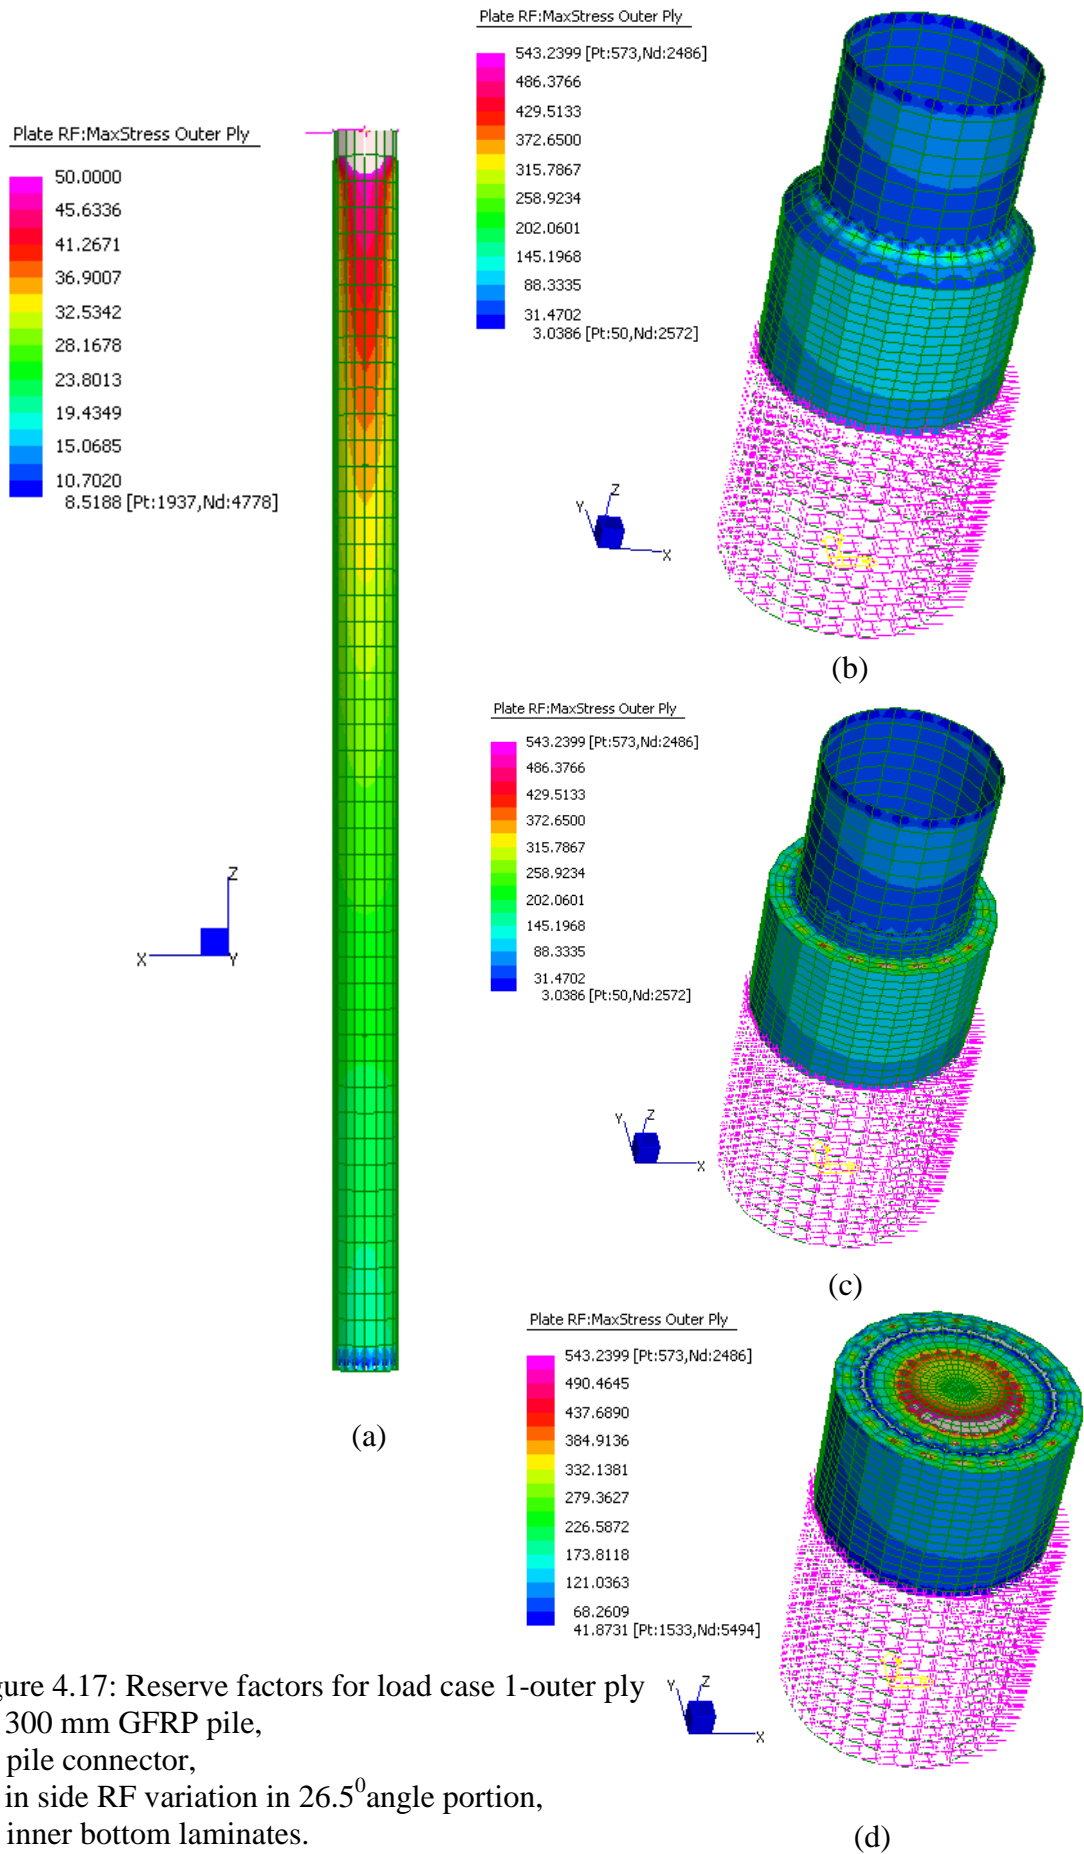 Plate RF:MaxStress Outer Ply
50.0000
45.6336
41.2671
36.9007
32.5342
28.1678
23.8013
19.4349
15.0685
10.7020
8.5188 [Pt:1937,Nd:4778]
Z
X
Y
(a)
Plate RF:MaxStress Outer Ply
543.2399 [Pt:573,Nd:2486]
486.3766
429.5133
372.6500
315.7867
258.9234
202.0601
145.1968
88.3335
31.4702
3.0386 [Pt:50,Nd:2572]
Z
Y
X
(b)
Plate RF:MaxStress Outer Ply
543.2399 [Pt:573,Nd:2486]
486.3766
429.5133
372.6500
315.7867
258.9234
202.0601
145.1968
88.3335
31.4702
3.0386 [Pt:50,Nd:2572]
Y Z
X
(c)
Plate RF:MaxStress Outer Ply
543.2399 [Pt:573,Nd:2486]
490.4645
437.6890
384.9136
332.1381
279.3627
226.5872
173.8118
121.0363
68.2609
41.8731 [Pt:1533,Nd:5494]
Y Z
X
(d)
gure 4.17: Reserve factors for load case 1-outer ply
300 mm GFRP pile,
pile connector,
in side RF variation in 26.5⁰angle portion,
inner bottom laminates.